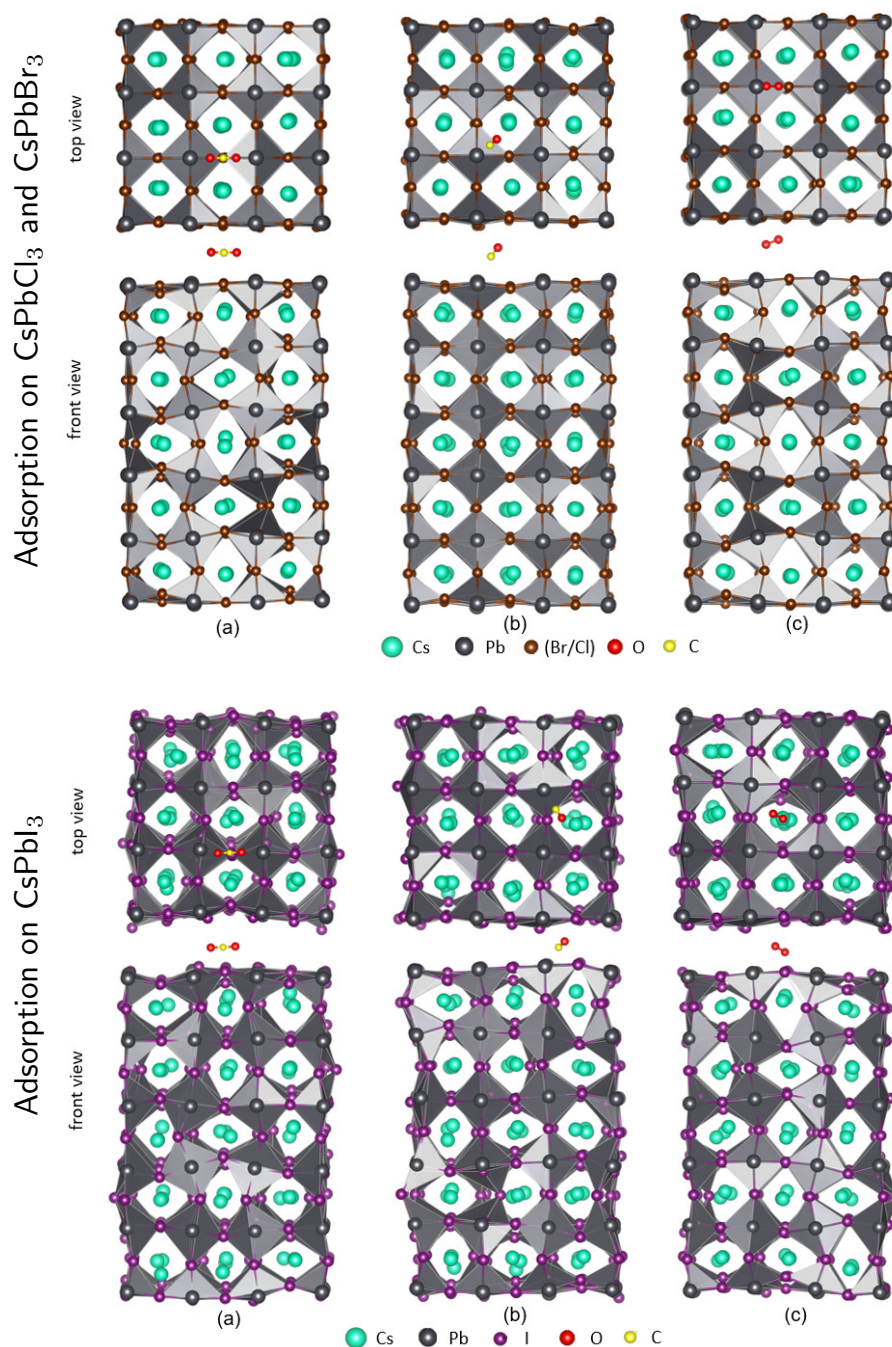 Adsorption on CsPbCl₃ and CsPbBr₃
top view
front view
(a)
(b)
(c)
Cs Pb (Br/Cl) O C
Adsorption on CsPbI₃
top view
front view
(a)
(b)
(c)
Cs Pb I O C